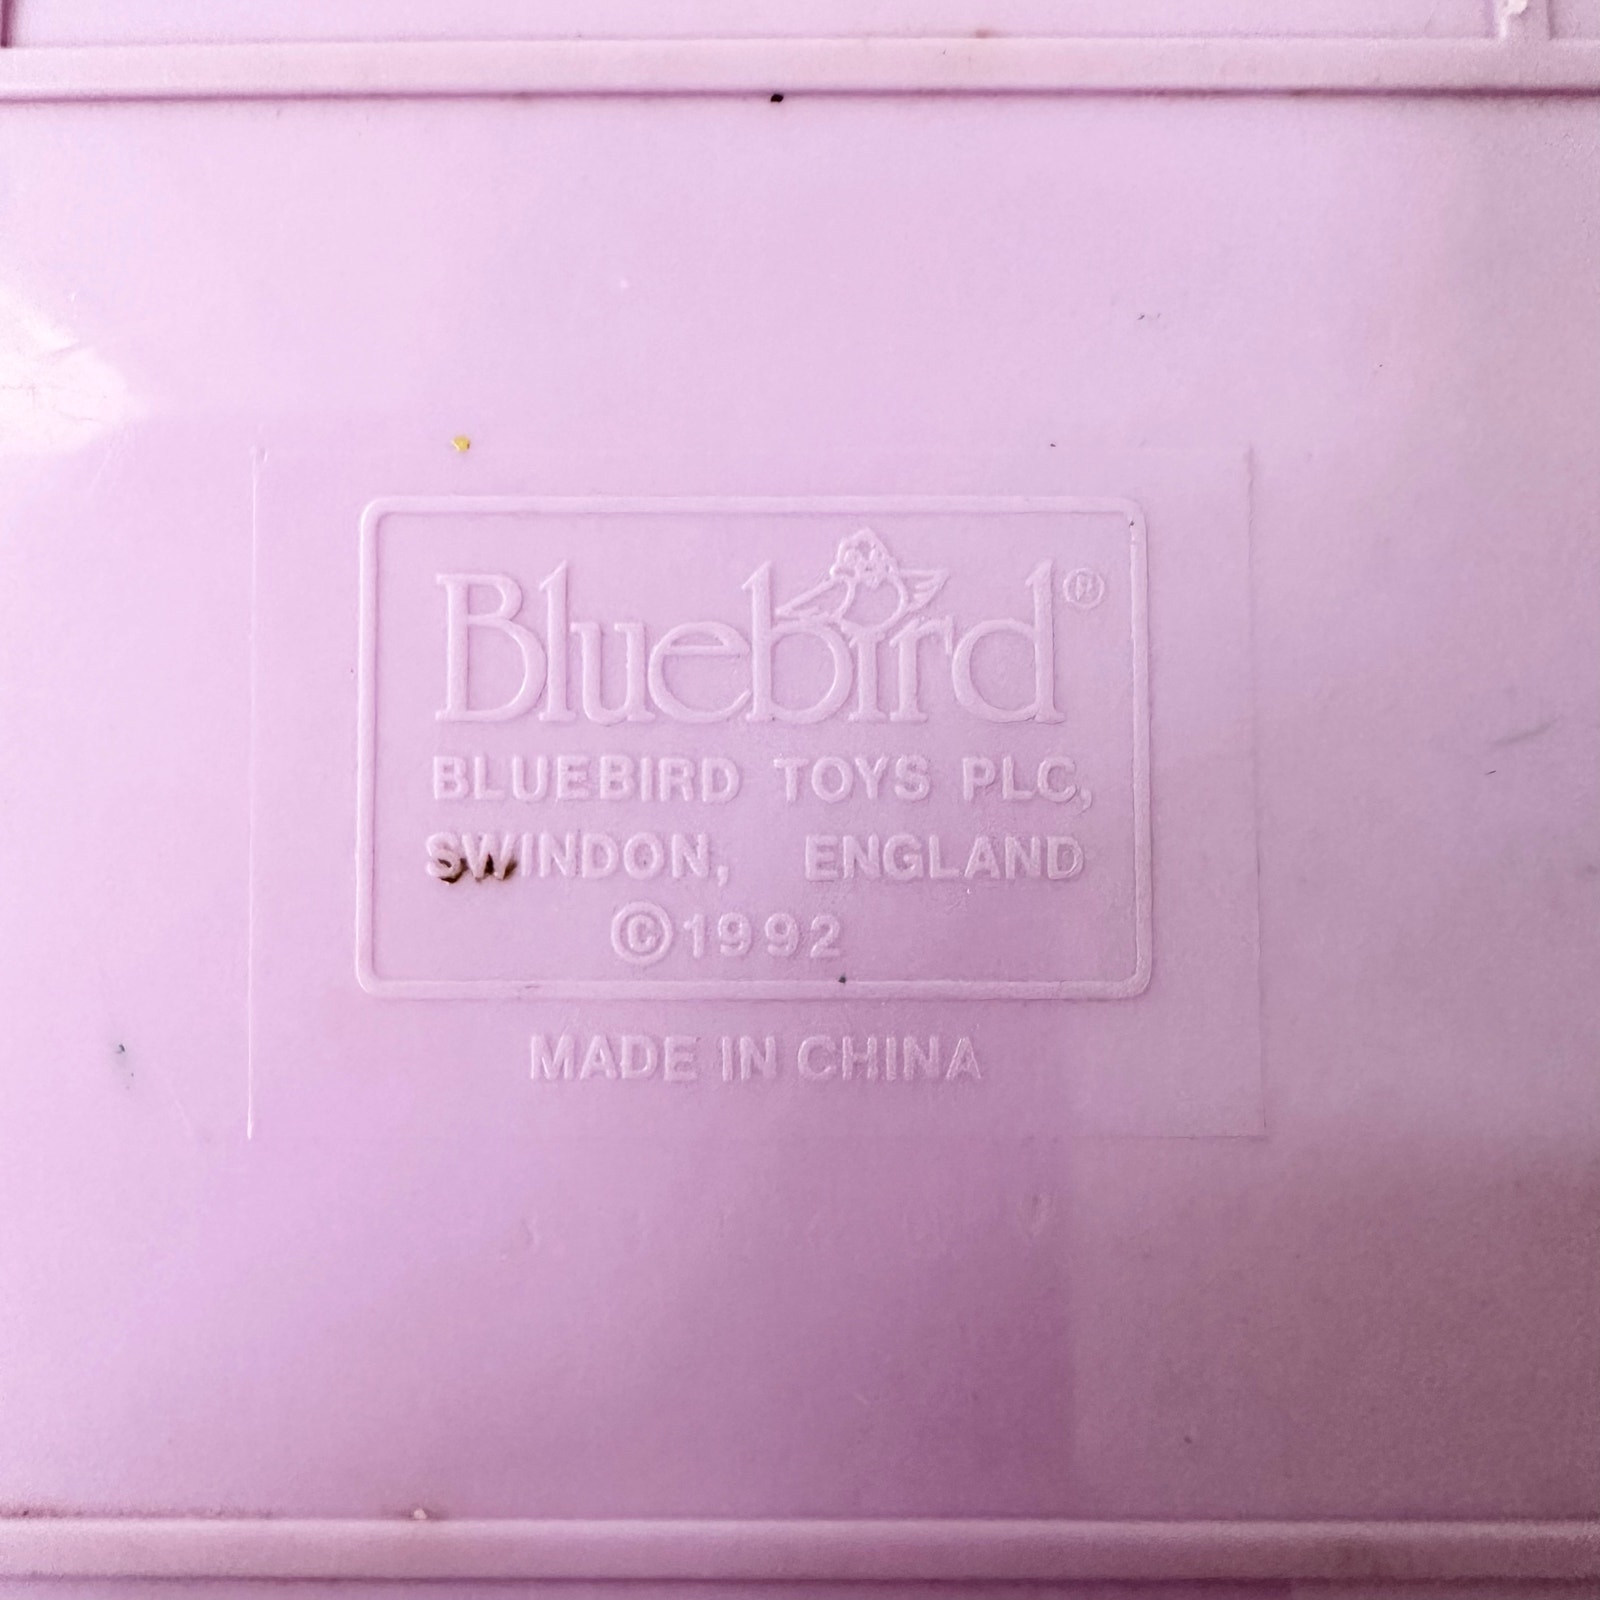 Bluebird®
BLUEBIRD TOYS PLC,
SWINDON, ENGLAND
©1992
MADE IN CHINA